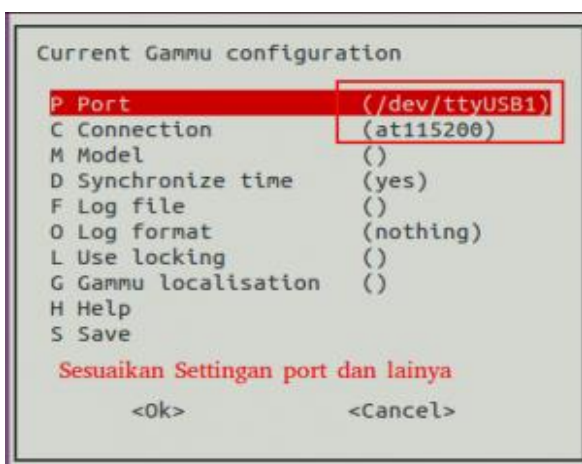 Current Gammu configuration
P Port (/dev/ttyUSB1)
C Connection (at115200)
M Model ()
D Synchronize time (yes)
F Log file ()
O Log format (nothing)
L Use locking ()
G Gammu localisation ()
H Help
S Save
Sesuaikan Settingan port dan lainya
<Ok> <Cancel>